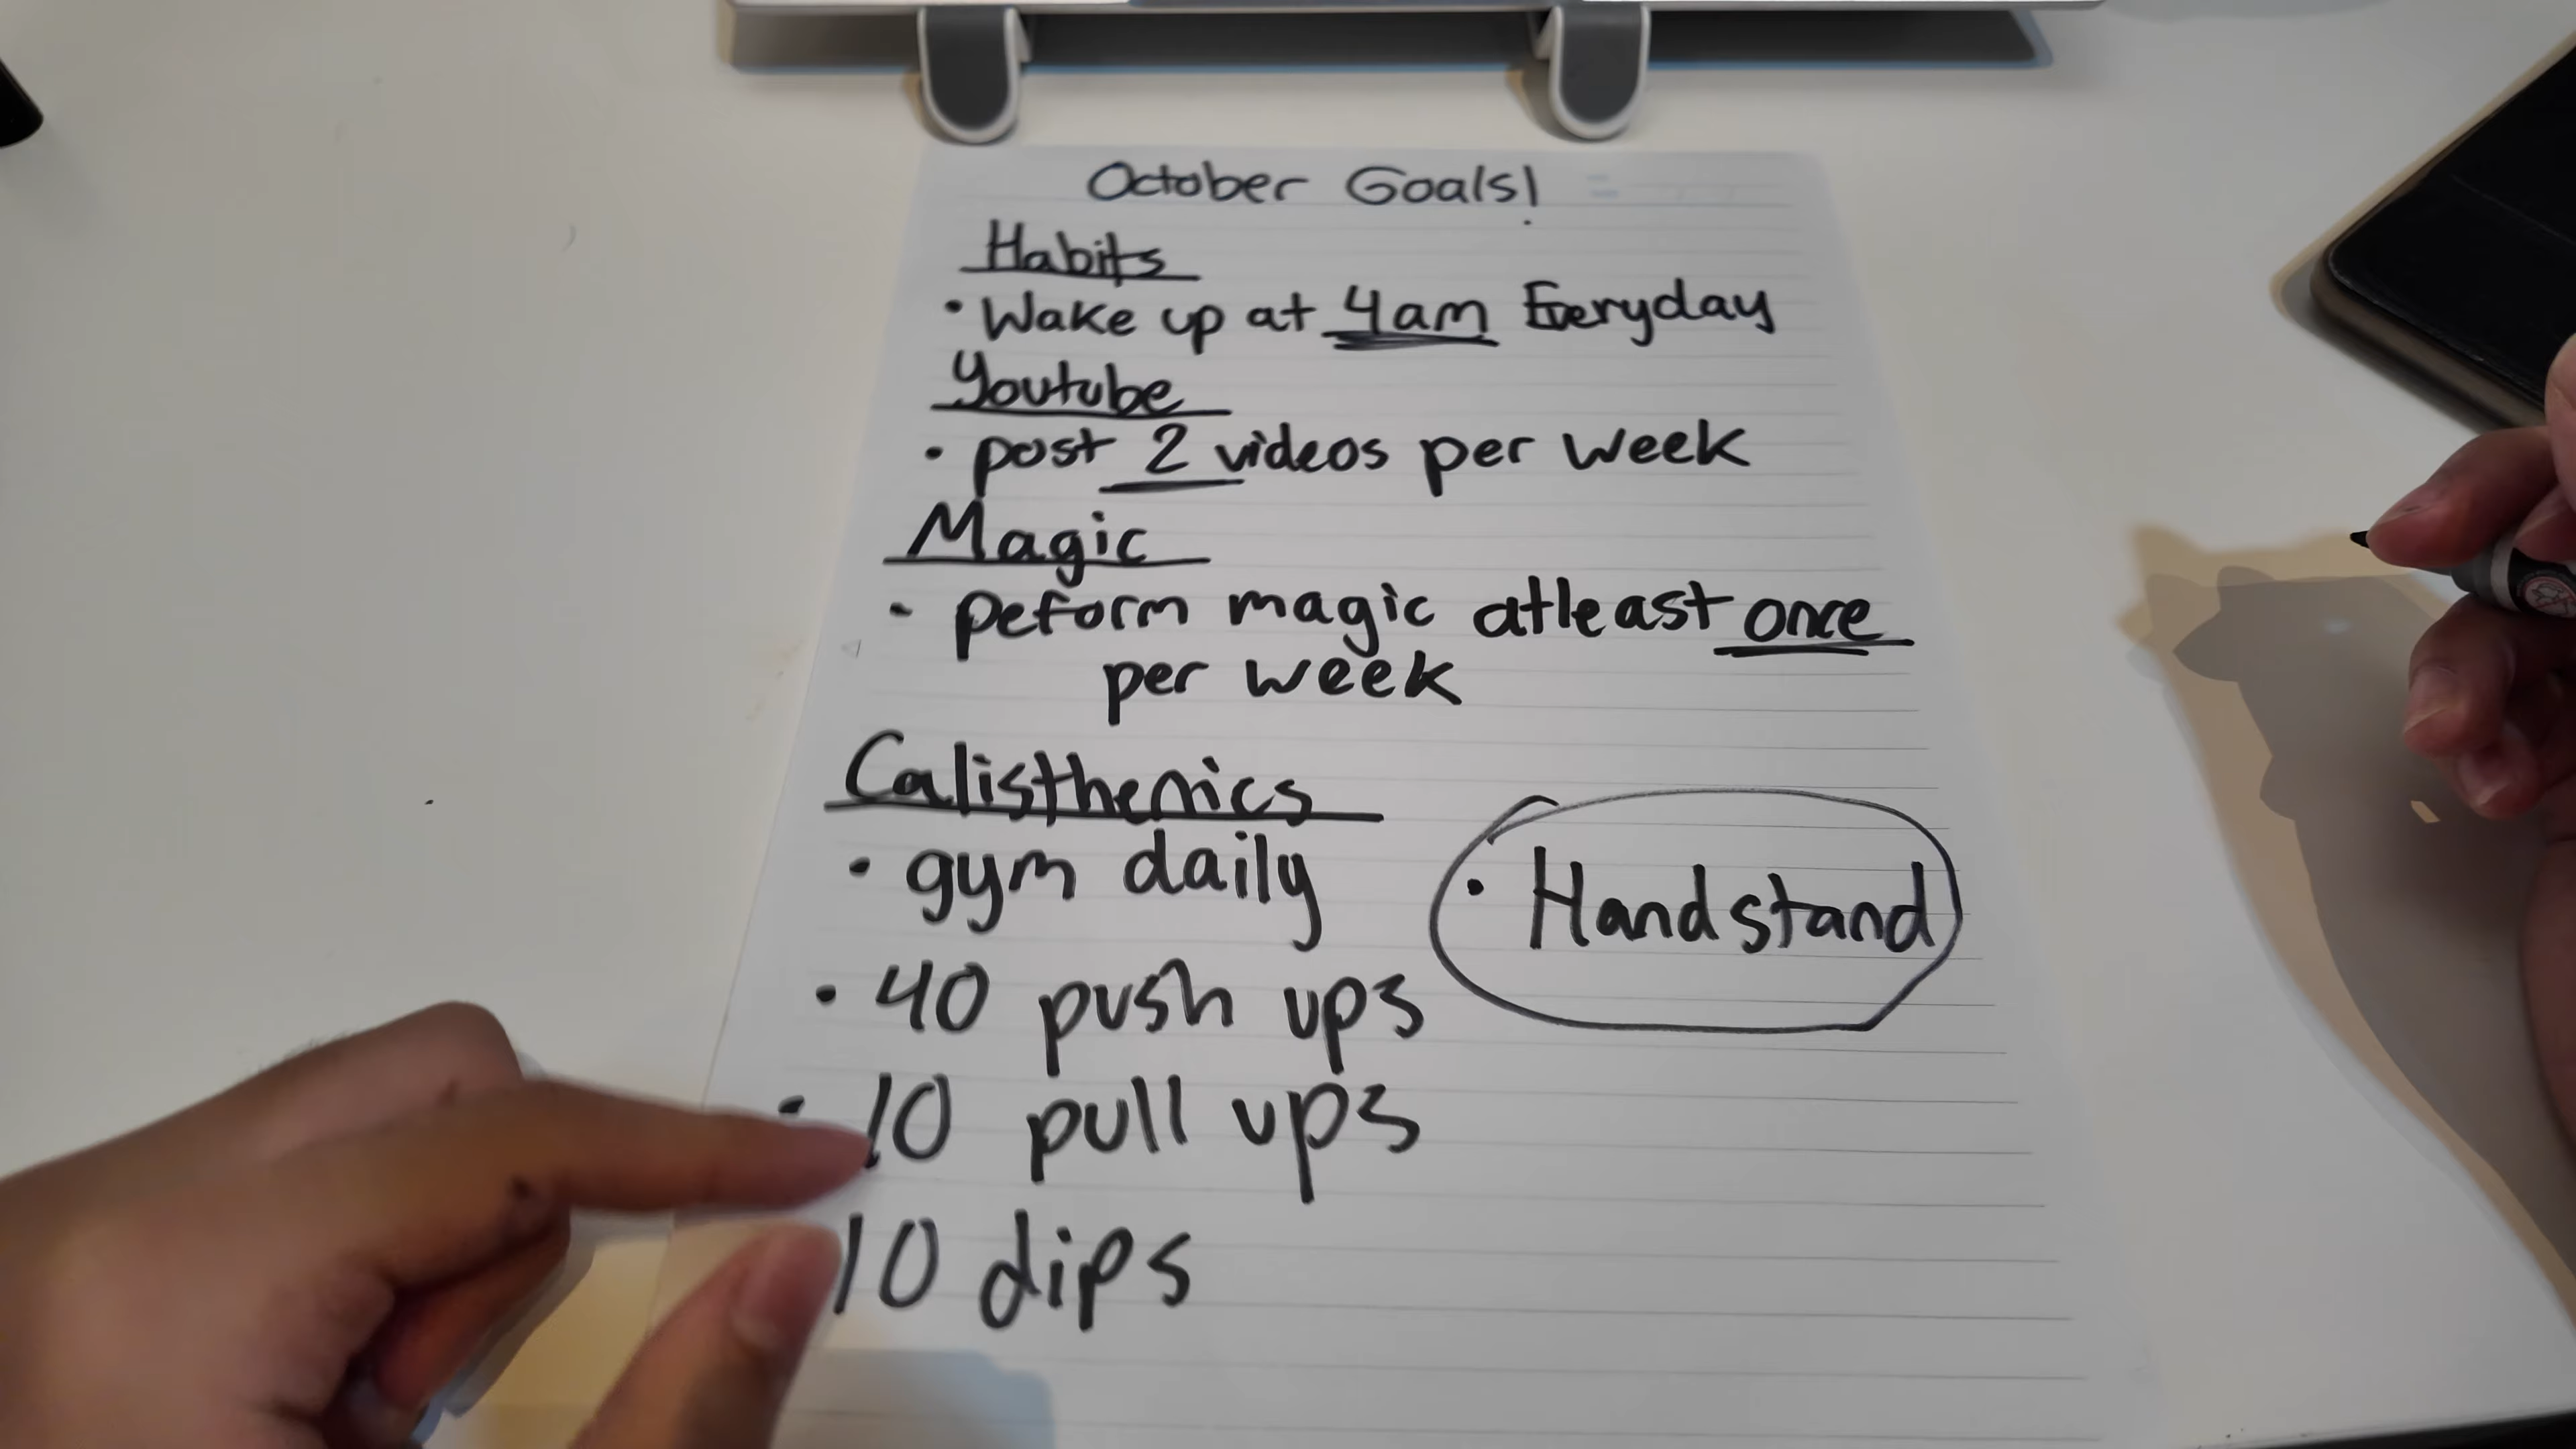 October Goals!
Habits
• Wake up at 4am Everyday
Youtube
• post 2 videos per week
Magic
• peform magic atleast once
per week
Calisthenics
• gym daily
• Handstand
• 40 push ups
• 10 pull ups
10 dips